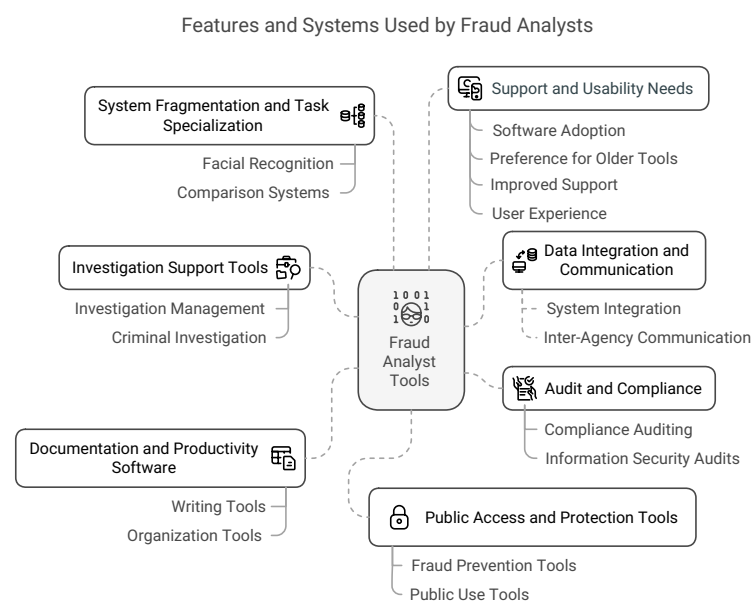 Features and Systems Used by Fraud Analysts
System Fragmentation and Task
Specialization
Facial Recognition
Comparison Systems
Support and Usability Needs
Software Adoption
Preference for Older Tools
Improved Support
User Experience
Investigation Support Tools
Investigation Management
Criminal Investigation
Data Integration and
Communication
System Integration
Inter-Agency Communication
1 0 0 1
0 1
1 0
Fraud
Analyst
Tools
Audit and Compliance
Compliance Auditing
Information Security Audits
Documentation and Productivity
Software
Writing Tools
Organization Tools
Public Access and Protection Tools
Fraud Prevention Tools
Public Use Tools